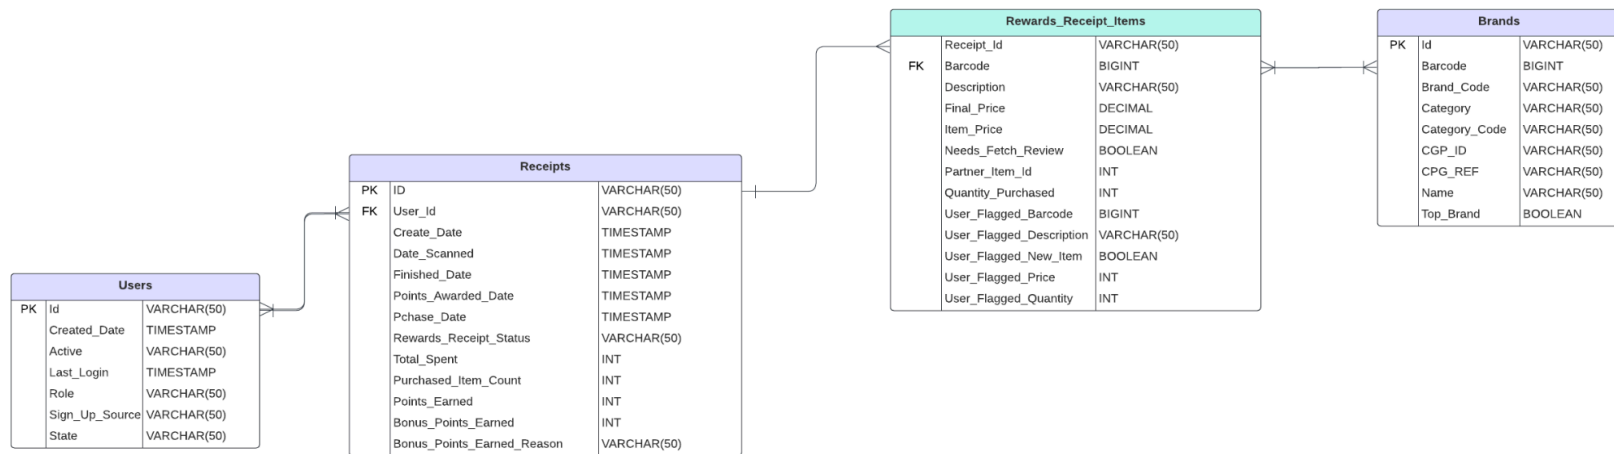 Rewards_Receipt_Items
Receipt_Id VARCHAR(50)
FK Barcode BIGINT
Description VARCHAR(50)
Final_Price DECIMAL
Item_Price DECIMAL
Needs_Fetch_Review BOOLEAN
Partner_Item_Id INT
Quantity_Purchased INT
User_Flagged_Barcode BIGINT
User_Flagged_Description VARCHAR(50)
User_Flagged_New_Item BOOLEAN
User_Flagged_Price INT
User_Flagged_Quantity INT
Brands
PK Id VARCHAR(50)
Barcode BIGINT
Brand_Code VARCHAR(50)
Category VARCHAR(50)
Category_Code VARCHAR(50)
CGP_ID VARCHAR(50)
CPG_REF VARCHAR(50)
Name VARCHAR(50)
Top_Brand BOOLEAN
Receipts
PK ID VARCHAR(50)
FK User_Id VARCHAR(50)
Create_Date TIMESTAMP
Date_Scanned TIMESTAMP
Finished_Date TIMESTAMP
Points_Awarded_Date TIMESTAMP
Pchase_Date TIMESTAMP
Rewards_Receipt_Status VARCHAR(50)
Total_Spent INT
Purchased_Item_Count INT
Points_Earned INT
Bonus_Points_Earned INT
Bonus_Points_Earned_Reason VARCHAR(50)
Users
PK Id VARCHAR(50)
Created_Date TIMESTAMP
Active VARCHAR(50)
Last_Login TIMESTAMP
Role VARCHAR(50)
Sign_Up_Source VARCHAR(50)
State VARCHAR(50)